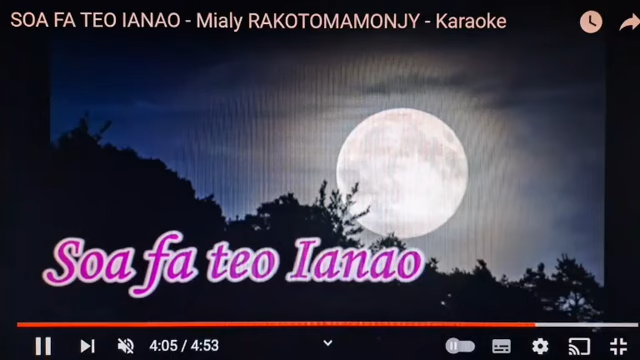 SOA FA TEO IANAO - Mialy RAKOTOMAMONJY - Karaoke
Soa fa teo Ianao
4:05 / 4:53